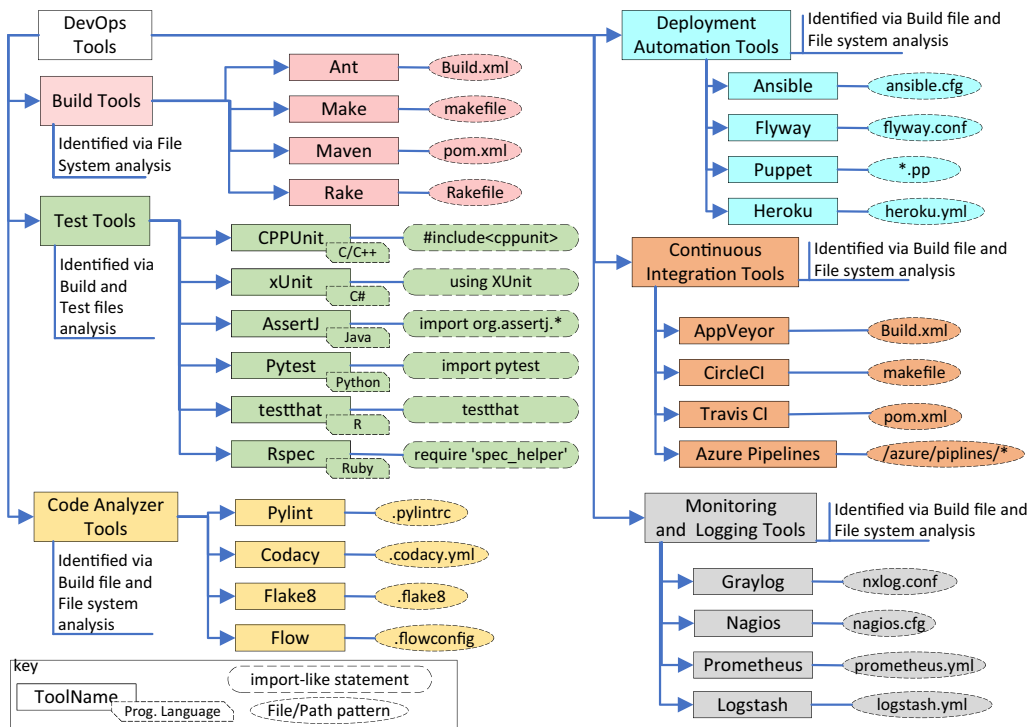 DevOps
Tools
Build Tools
Identified via File
System analysis
Ant
Build.xml
Make
makefile
Maven
pom.xml
Rake
Rakefile
Test Tools
Identified via
Build and
Test files
analysis
CPPUnit
C/C++
#include<cppunit>
xUnit
C#
using XUnit
AssertJ
Java
import org.assertj.*
Pytest
Python
import pytest
testthat
R
testthat
Rspec
Ruby
require 'spec_helper'
Code Analyzer
Tools
Identified via
Build file and
File system
analysis
Pylint
.pylintrc
Codacy
.codacy.yml
Flake8
.flake8
Flow
.flowconfig
Deployment
Automation Tools
Identified via Build file and
File system analysis
Ansible
ansible.cfg
Flyway
flyway.conf
Puppet
*.pp
Heroku
heroku.yml
Continuous
Integration Tools
Identified via Build file and
File system analysis
AppVeyor
Build.xml
CircleCI
makefile
Travis CI
pom.xml
Azure Pipelines
/azure/piplines/*
Monitoring
and Logging Tools
Identified via Build file and
File system analysis
Graylog
nxlog.conf
Nagios
nagios.cfg
Prometheus
prometheus.yml
Logstash
logstash.yml
key
ToolName
Prog. Language
import-like statement
File/Path pattern